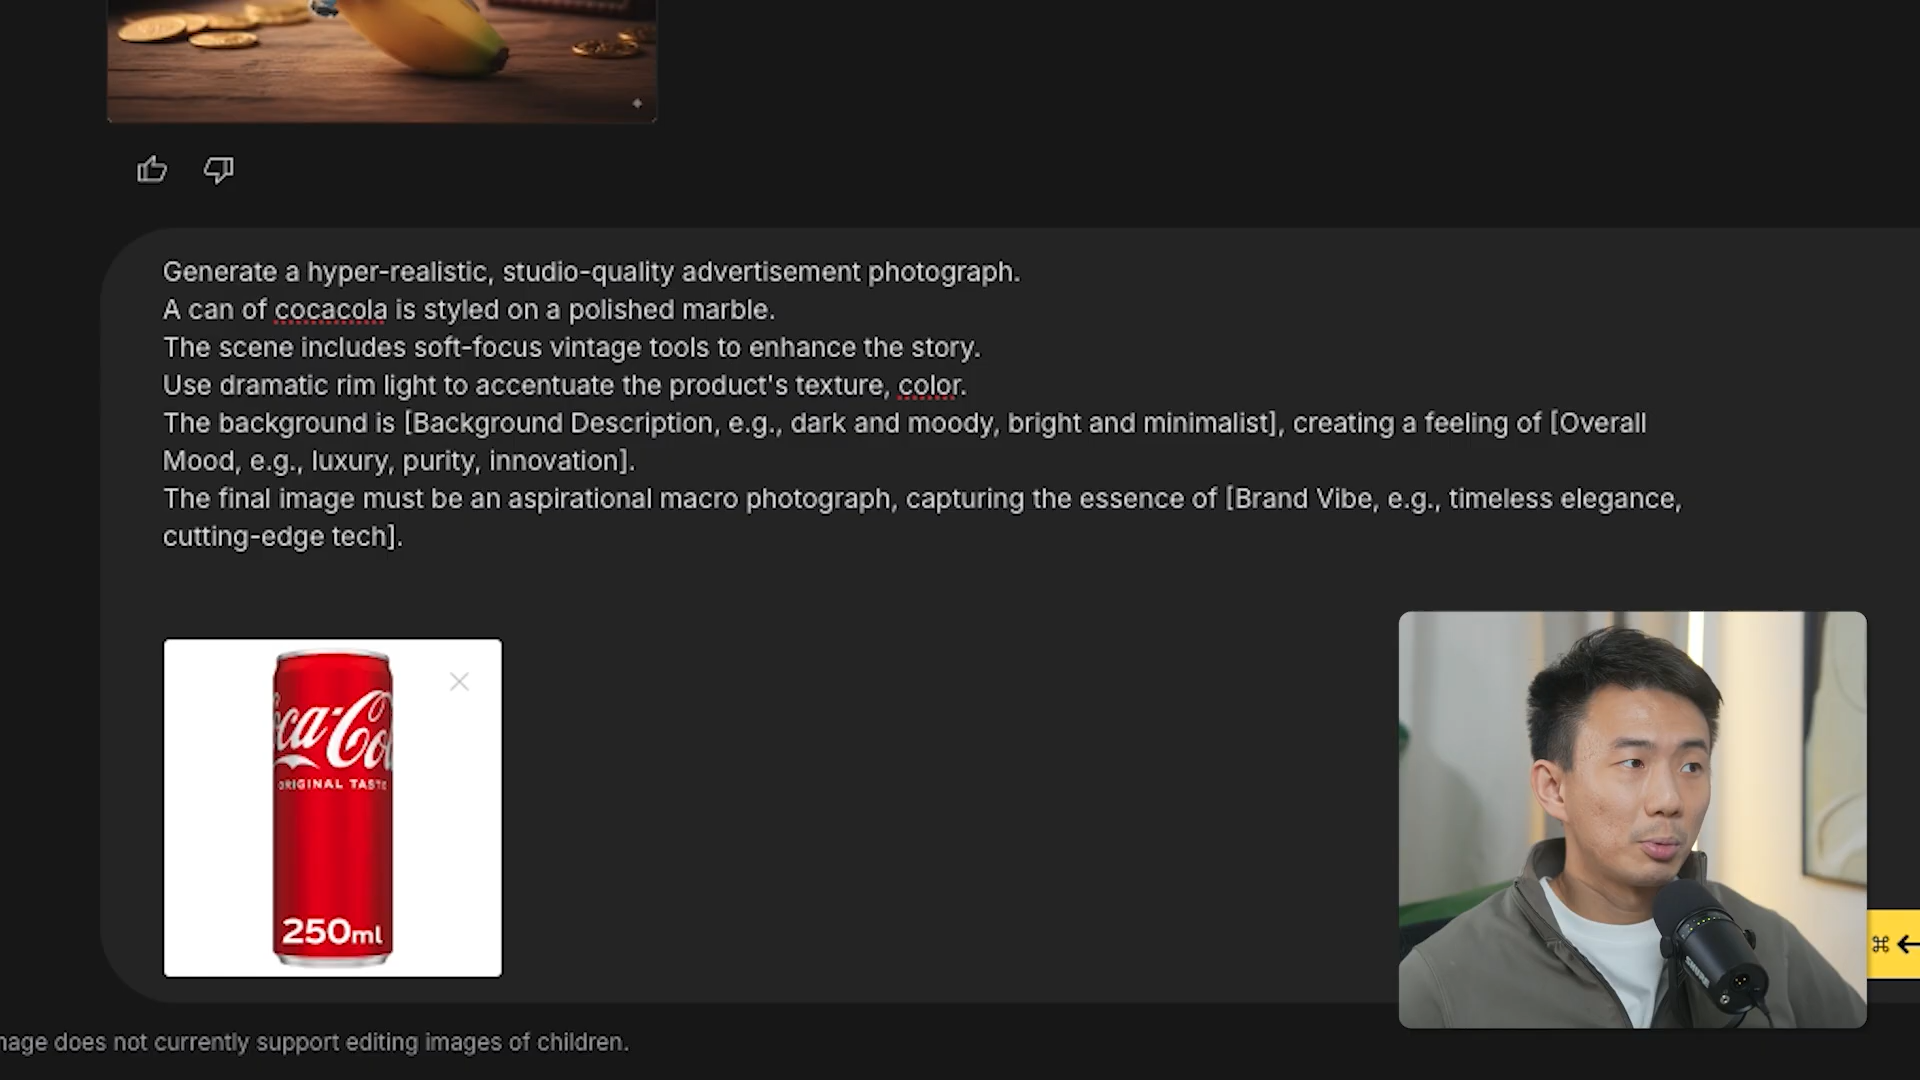 Generate a hyper-realistic, studio-quality advertisement photograph.
A can of cocacola is styled on a polished marble.
The scene includes soft-focus vintage tools to enhance the story.
Use dramatic rim light to accentuate the product's texture, color.
The background is [Background Description, e.g., dark and moody, bright and minimalist], creating a feeling of [Overall
Mood, e.g., luxury, purity, innovation].
The final image must be an aspirational macro photograph, capturing the essence of [Brand Vibe, e.g., timeless elegance,
cutting-edge tech].
oca-Col
ORIGINAL TASTE
250ml
SHURE
⌘ ←
mage does not currently support editing images of children.